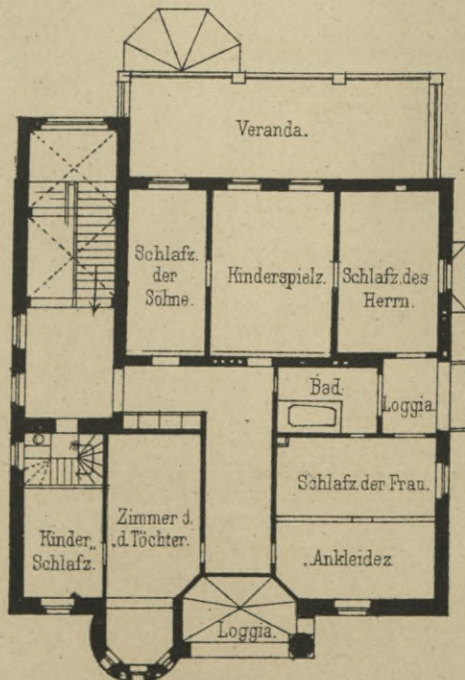 Veranda.
Schlafz.
der
Söhne.
Kinderspielz.
Schlafz. des
Herrn.
Bad.
Loggia
Schlafz. der Frau.
Ankleidez
Zimmer d.
d. Töchter.
Kinder
Schlafz.
Loggia.